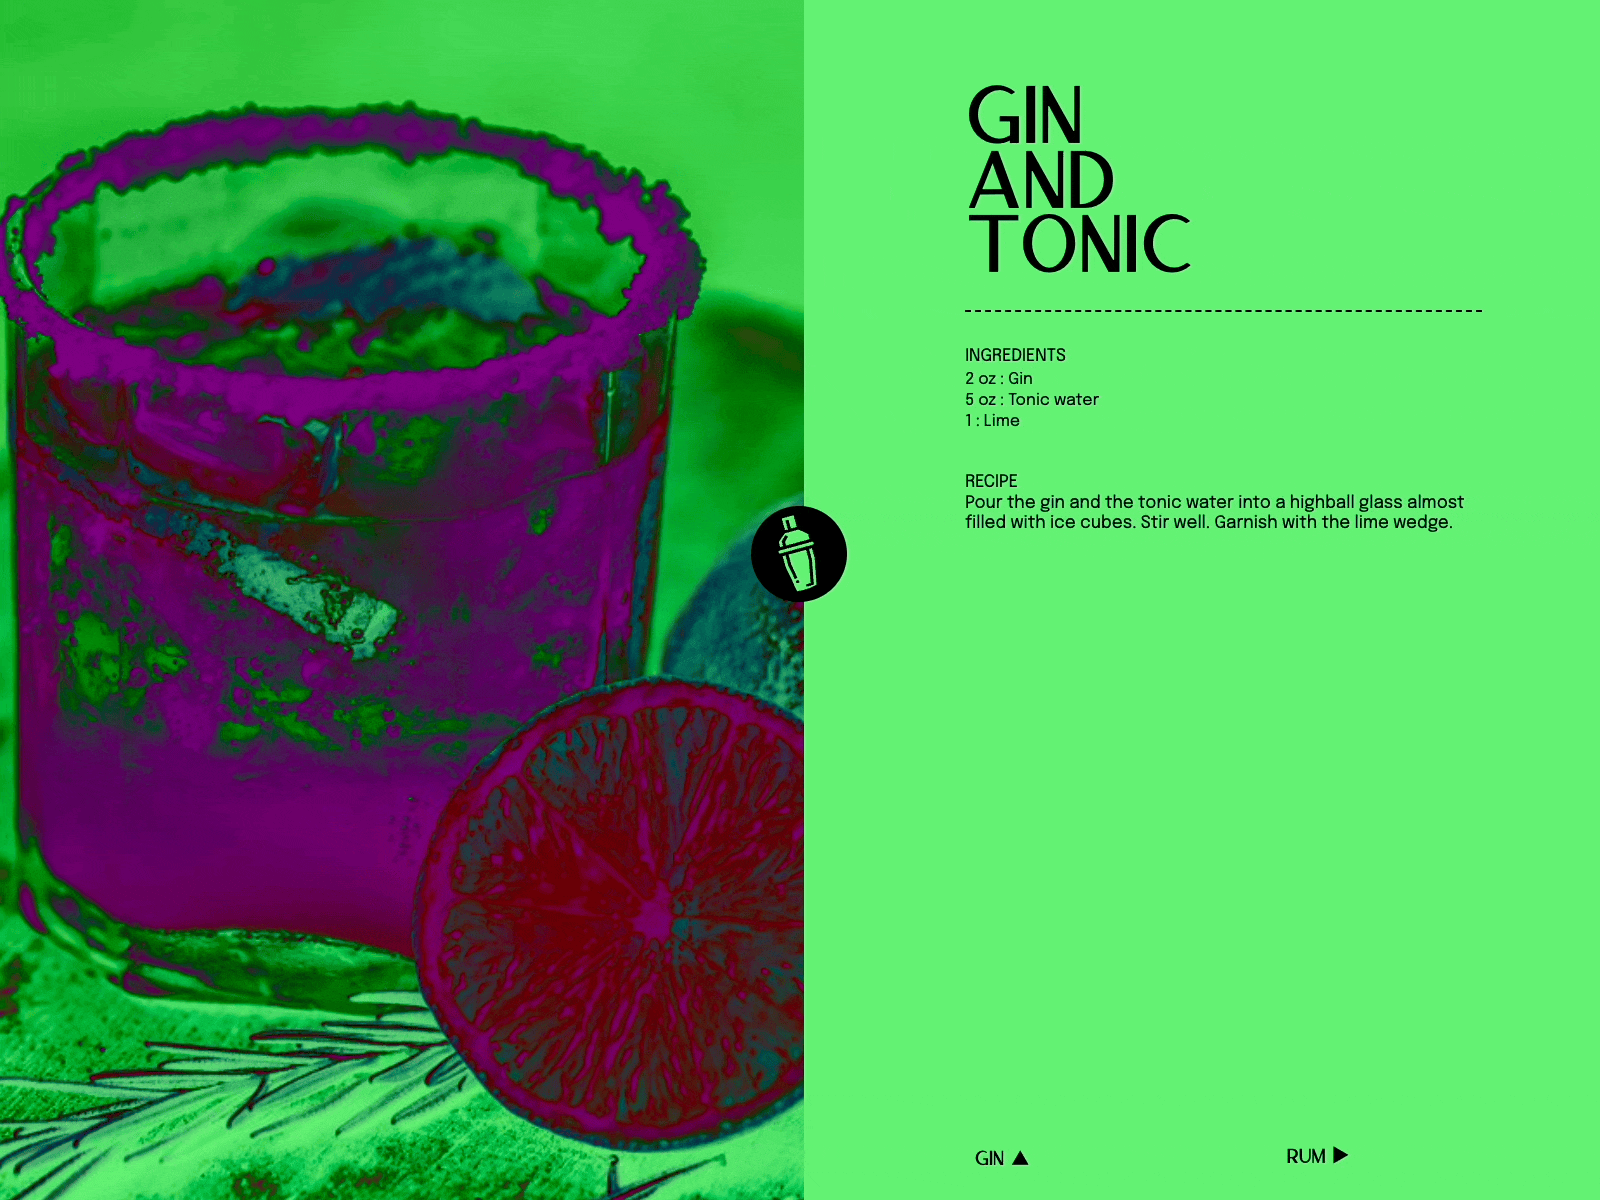 GIN
AND
TONIC
INGREDIENTS
2 oz : Gin
5 oz : Tonic water
1 : Lime
RECIPE
Pour the gin and the tonic water into a highball glass almost
filled with ice cubes. Stir well. Garnish with the lime wedge.
GIN ▲
RUM ▶